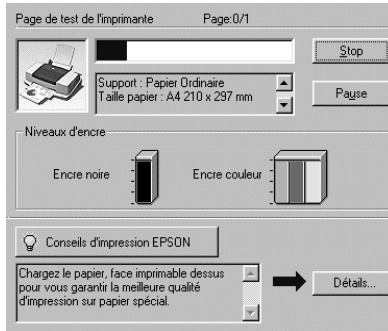 Page de test de l'imprimante Page:0/1
Stop
Support : Papier Ordinaire
Taille papier : A4 210 x 297 mm
Pause
Niveaux d'encre
Encre noire Encre couleur
Conseils d'impression EPSON
Chargez le papier, face imprimable dessus
pour vous garantir la meilleure qualité
d'impression sur papier spécial.
Détails...